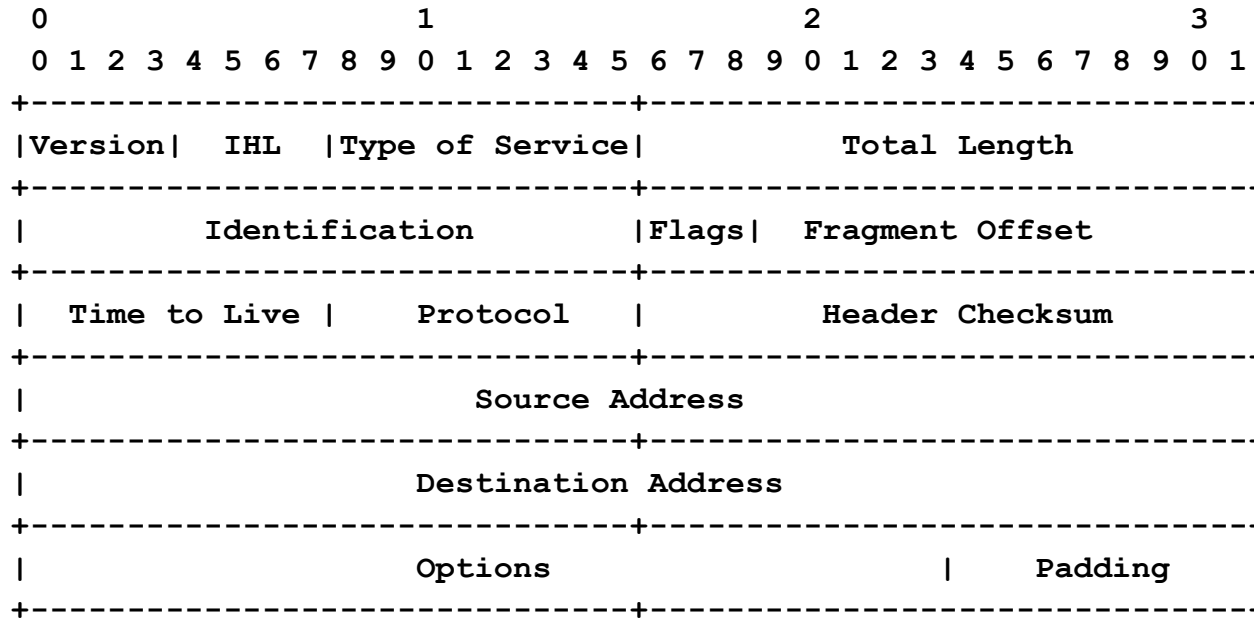 0                   1                   2                   3
 0 1 2 3 4 5 6 7 8 9 0 1 2 3 4 5 6 7 8 9 0 1 2 3 4 5 6 7 8 9 0 1
+-------------------------------+-------------------------------
|Version|  IHL  |Type of Service|          Total Length
+-------------------------------+-------------------------------
|         Identification        |Flags|  Fragment Offset
+-------------------------------+-------------------------------
|  Time to Live |    Protocol   |         Header Checksum
+-------------------------------+-------------------------------
|                       Source Address
+-------------------------------+-------------------------------
|                    Destination Address
+-------------------------------+-------------------------------
|                    Options                    |    Padding
+-------------------------------+-------------------------------